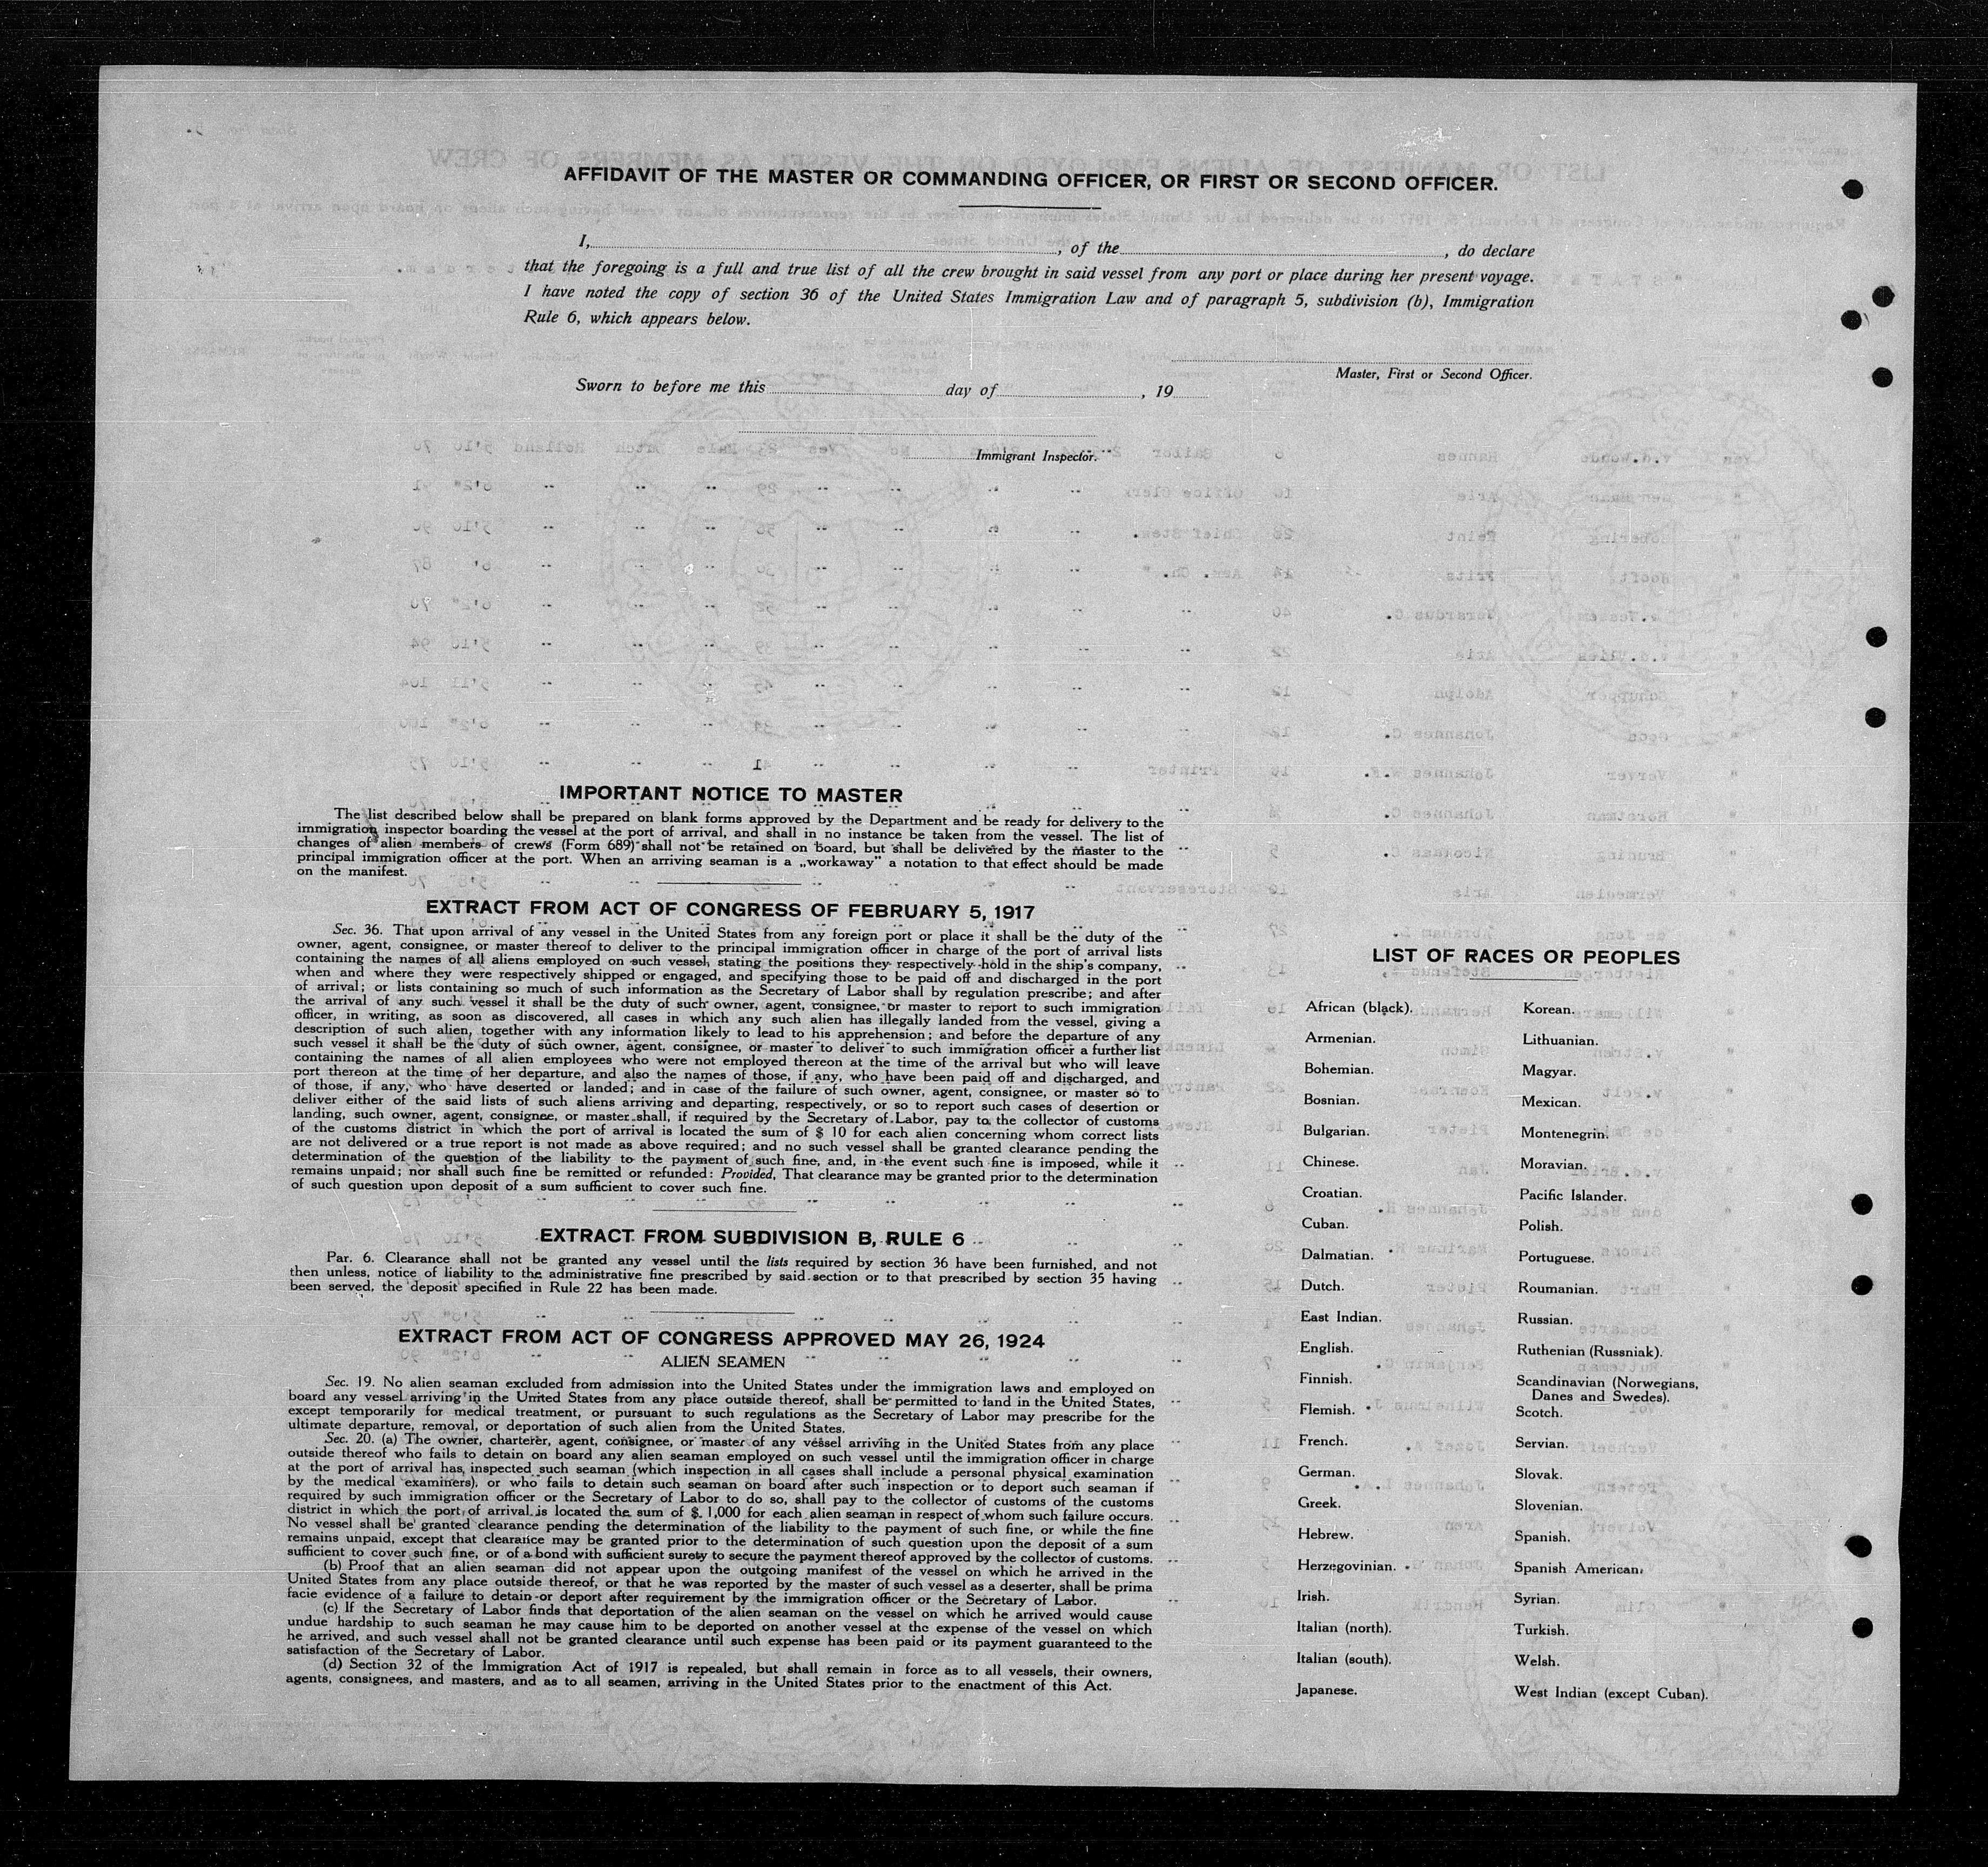 AFFIDAVIT OF THE MASTER OR COMMANDING OFFICER, OR FIRST OR SECOND OFFICER.
I, , of the , do declare
that the foregoing is a full and true list of all the crew brought in said vessel from any port or place during her present voyage.
I have noted the copy of section 36 of the United States Immigration Law and of paragraph 5, subdivision (b), Immigration
Rule 6, which appears below.
Master, First or Second Officer.
Sworn to before me this day of , 19
Immigrant Inspector.
IMPORTANT NOTICE TO MASTER
The list described below shall be prepared on blank forms approved by the Department and be ready for delivery to the
immigration inspector boarding the vessel at the port of arrival, and shall in no instance be taken from the vessel. The list of
changes of alien members of crews (Form 689) shall not be retained on board, but shall be delivered by the master to the
principal immigration officer at the port. When an arriving seaman is a „workaway” a notation to that effect should be made
on the manifest.
EXTRACT FROM ACT OF CONGRESS OF FEBRUARY 5, 1917
Sec. 36. That upon arrival of any vessel in the United States from any foreign port or place it shall be the duty of the
owner, agent, consignee, or master thereof to deliver to the principal immigration officer in charge of the port of arrival lists
containing the names of all aliens employed on such vessel, stating the positions they respectively hold in the ship's company,
when and where they were respectively shipped or engaged, and specifying those to be paid off and discharged in the port
of arrival; or lists containing so much of such information as the Secretary of Labor shall by regulation prescribe; and after
the arrival of any such vessel it shall be the duty of such owner, agent, consignee, or master to report to such immigration
officer, in writing, as soon as discovered, all cases in which any such alien has illegally landed from the vessel, giving a
description of such alien, together with any information likely to lead to his apprehension; and before the departure of any
such vessel it shall be the duty of such owner, agent, consignee, or master to deliver to such immigration officer a further list
containing the names of all alien employees who were not employed thereon at the time of the arrival but who will leave
port thereon at the time of her departure, and also the names of those, if any, who have been paid off and discharged, and
of those, if any, who have deserted or landed; and in case of the failure of such owner, agent, consignee, or master so to
deliver either of the said lists of such aliens arriving and departing, respectively, or so to report such cases of desertion or
landing, such owner, agent, consignee, or master shall, if required by the Secretary of Labor, pay to the collector of customs
of the customs district in which the port of arrival is located the sum of $ 10 for each alien concerning whom correct lists
are not delivered or a true report is not made as above required; and no such vessel shall be granted clearance pending the
determination of the question of the liability to the payment of such fine, and, in the event such fine is imposed, while it
remains unpaid; nor shall such fine be remitted or refunded: Provided, That clearance may be granted prior to the determination
of such question upon deposit of a sum sufficient to cover such fine.
EXTRACT FROM SUBDIVISION B, RULE 6
Par. 6. Clearance shall not be granted any vessel until the lists required by section 36 have been furnished, and not
then unless, notice of liability to the administrative fine prescribed by said section or to that prescribed by section 35 having
been served, the deposit specified in Rule 22 has been made.
EXTRACT FROM ACT OF CONGRESS APPROVED MAY 26, 1924
ALIEN SEAMEN
Sec. 19. No alien seaman excluded from admission into the United States under the immigration laws and employed on
board any vessel arriving in the United States from any place outside thereof, shall be permitted to land in the United States,
except temporarily for medical treatment, or pursuant to such regulations as the Secretary of Labor may prescribe for the
ultimate departure, removal, or deportation of such alien from the United States.
Sec. 20. (a) The owner, charterer, agent, consignee, or master of any vessel arriving in the United States from any place
outside thereof who fails to detain on board any alien seaman employed on such vessel until the immigration officer in charge
at the port of arrival has inspected such seaman (which inspection in all cases shall include a personal physical examination
by the medical examiners), or who fails to detain such seaman on board after such inspection or to deport such seaman if
required by such immigration officer or the Secretary of Labor to do so, shall pay to the collector of customs of the customs
district in which the port of arrival is located the sum of $ 1,000 for each alien seaman in respect of whom such failure occurs.
No vessel shall be granted clearance pending the determination of the liability to the payment of such fine, or while the fine
remains unpaid, except that clearance may be granted prior to the determination of such question upon the deposit of a sum
sufficient to cover such fine, or of a bond with sufficient surety to secure the payment thereof approved by the collector of customs.
(b) Proof that an alien seaman did not appear upon the outgoing manifest of the vessel on which he arrived in the
United States from any place outside thereof, or that he was reported by the master of such vessel as a deserter, shall be prima
facie evidence of a failure to detain or deport after requirement by the immigration officer or the Secretary of Labor.
(c) If the Secretary of Labor finds that deportation of the alien seaman on the vessel on which he arrived would cause
undue hardship to such seaman he may cause him to be deported on another vessel at the expense of the vessel on which
he arrived, and such vessel shall not be granted clearance until such expense has been paid or its payment guaranteed to the
satisfaction of the Secretary of Labor.
(d) Section 32 of the Immigration Act of 1917 is repealed, but shall remain in force as to all vessels, their owners,
agents, consignees, and masters, and as to all seamen, arriving in the United States prior to the enactment of this Act.
LIST OF RACES OR PEOPLES
African (black).
Armenian.
Bohemian.
Bosnian.
Bulgarian.
Chinese.
Croatian.
Cuban.
Dalmatian.
Dutch.
East Indian.
English.
Finnish.
Flemish.
French.
German.
Greek.
Hebrew.
Herzegovinian.
Irish.
Italian (north).
Italian (south).
Japanese.
Korean.
Lithuanian.
Magyar.
Mexican.
Montenegrin.
Moravian.
Pacific Islander.
Polish.
Portuguese.
Roumanian.
Russian.
Ruthenian (Russniak).
Scandinavian (Norwegians,
Danes and Swedes).
Scotch.
Servian.
Slovak.
Slovenian.
Spanish.
Spanish American.
Syrian.
Turkish.
Welsh.
West Indian (except Cuban).